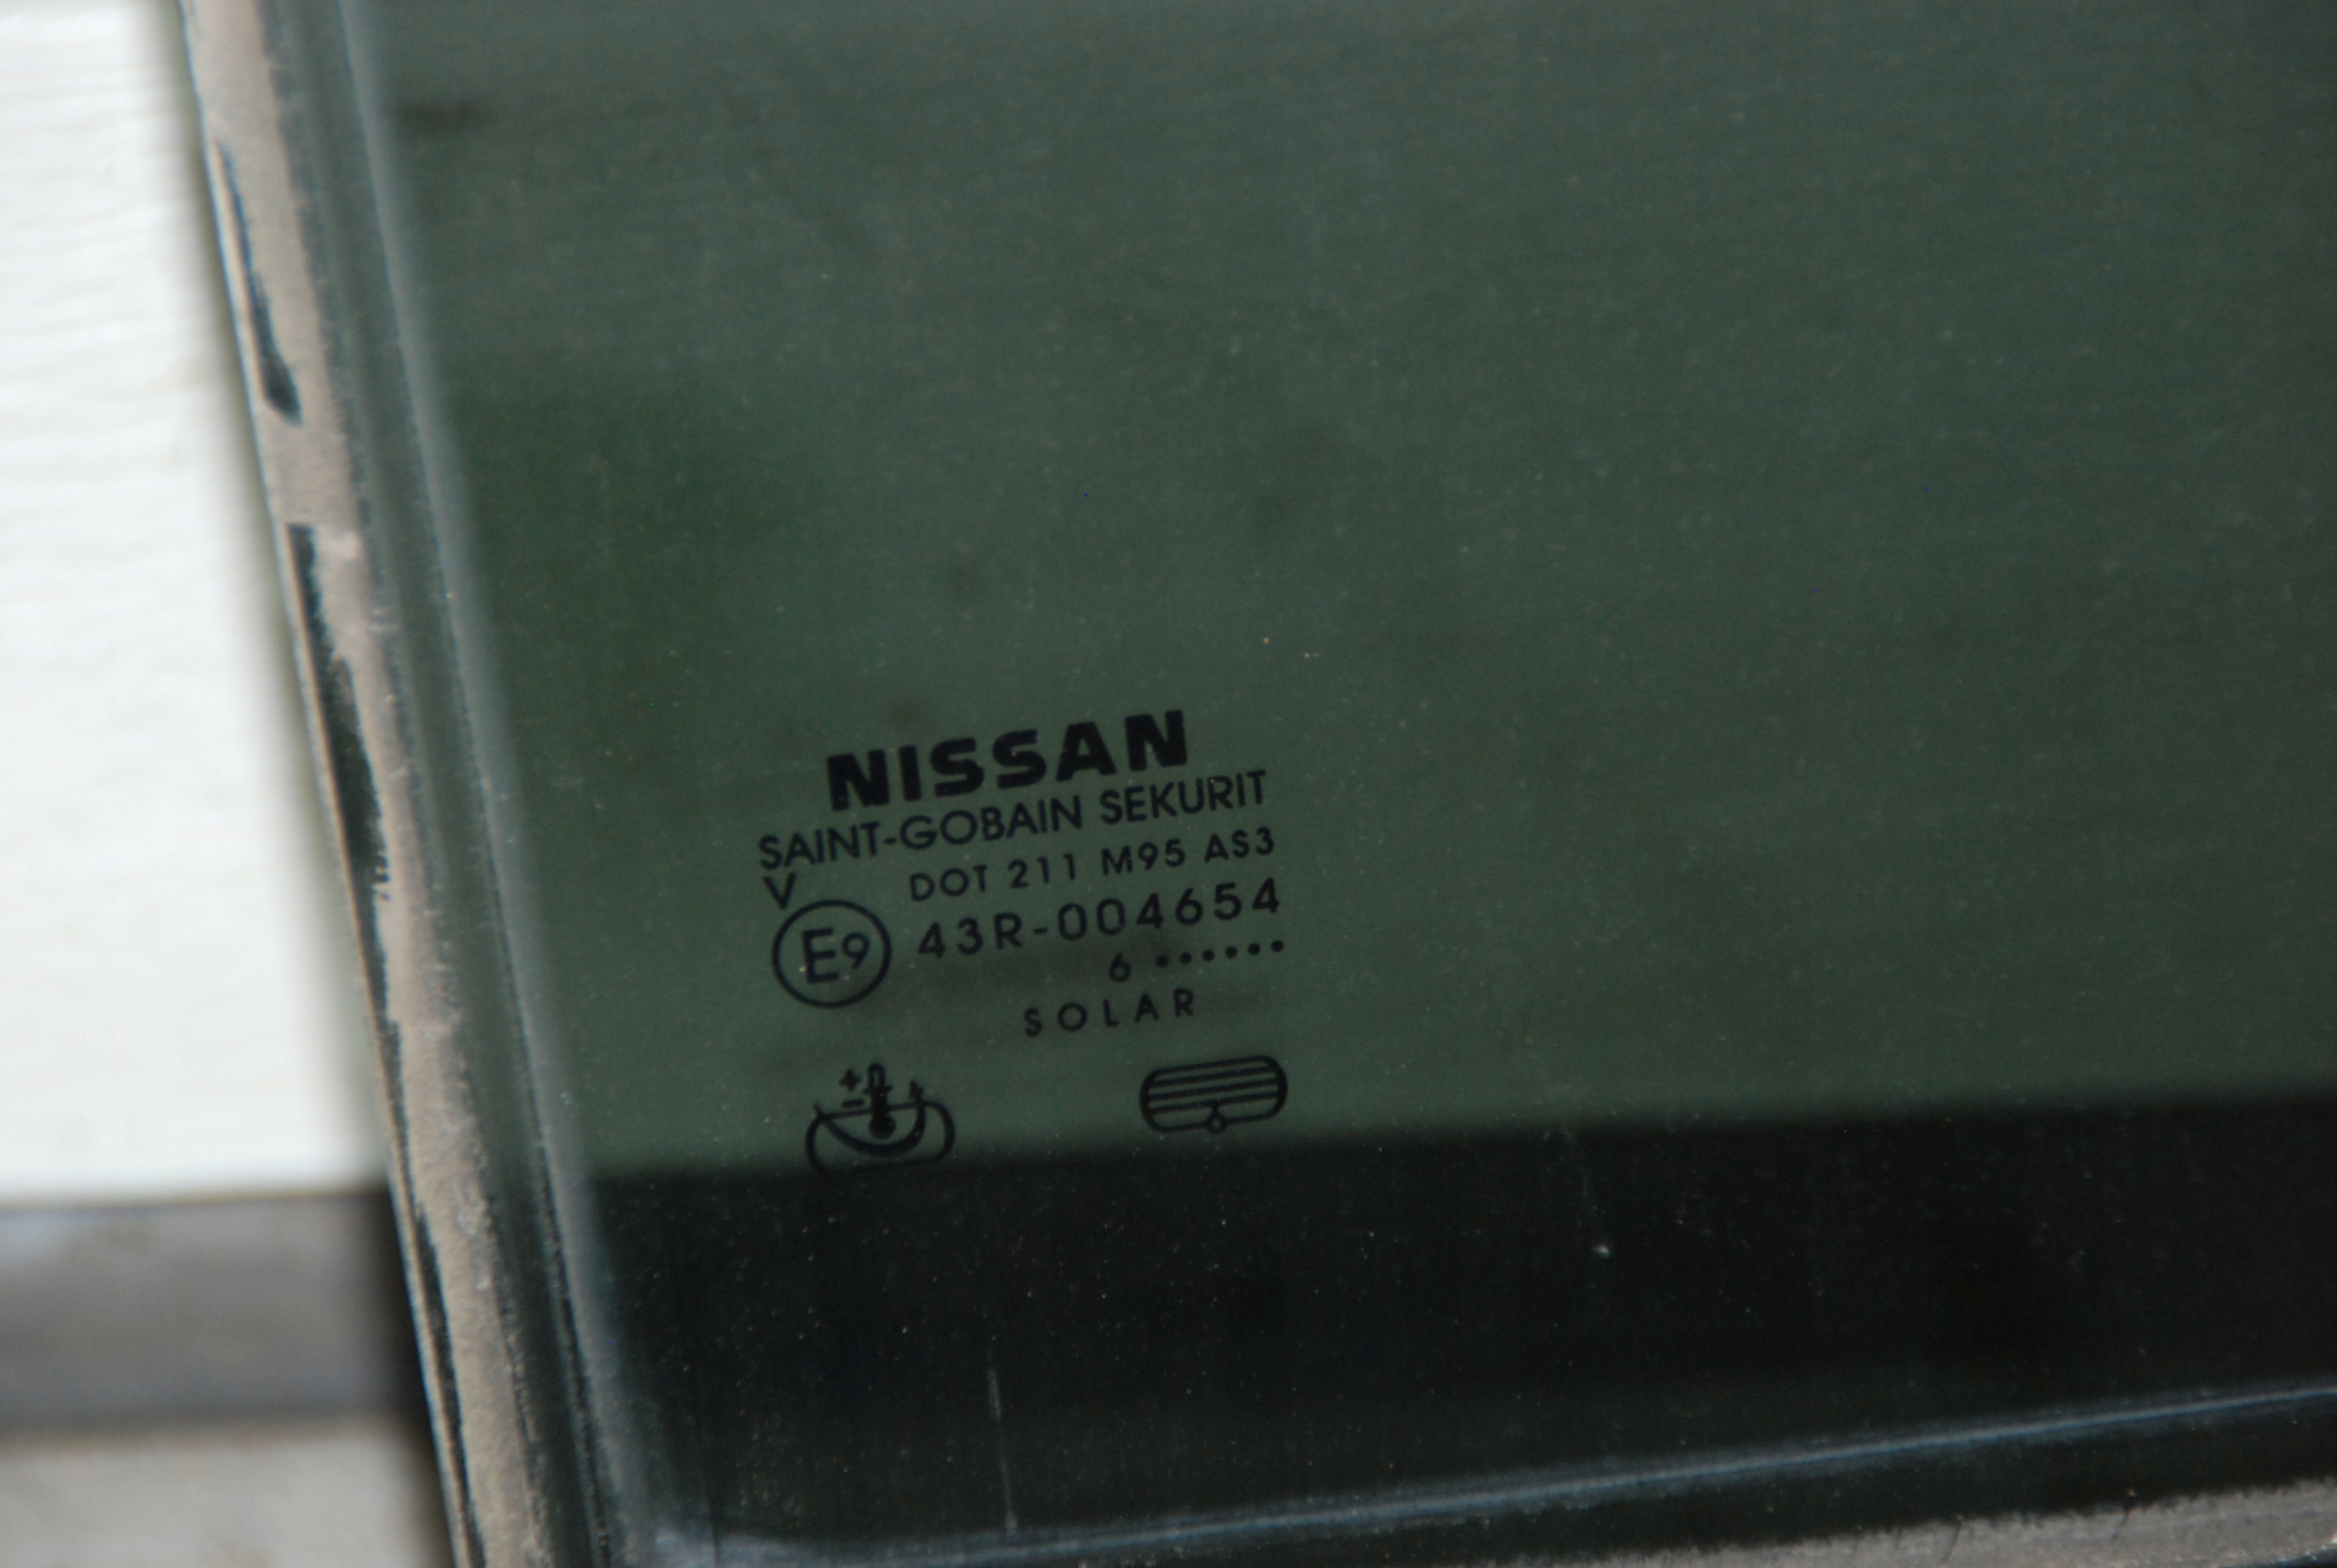 NISSAN
SAINT-GOBAIN SEKURIT
V DOT 211 M95 AS3
E9 43R-004654
6 ••••••
SOLAR